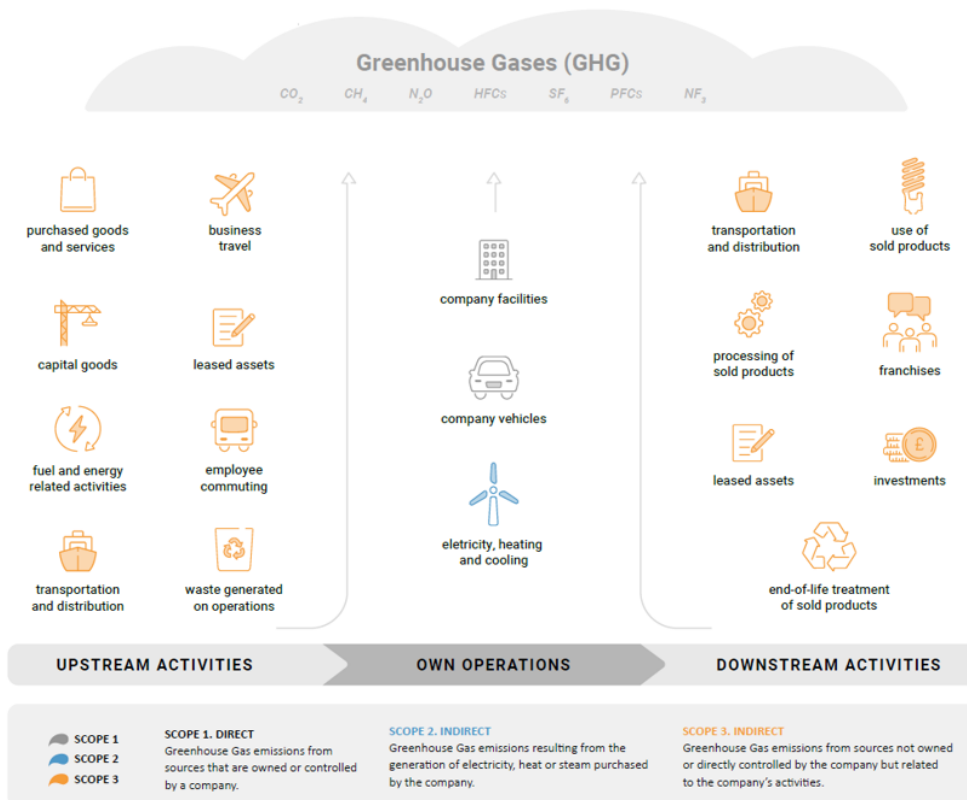 Greenhouse Gases (GHG)
CO₂ CH₄ N₂O HFCs SF₆ PFCs NF₃
purchased goods
and services
business
travel
transportation
and distribution
use of
sold products
company facilities
capital goods
leased assets
processing of
sold products
franchises
company vehicles
fuel and energy
related activities
employee
commuting
leased assets
investments
eletricity, heating
and cooling
transportation
and distribution
waste generated
on operations
end-of-life treatment
of sold products
£
UPSTREAM ACTIVITIES
OWN OPERATIONS
DOWNSTREAM ACTIVITIES
SCOPE 1
SCOPE 2
SCOPE 3
SCOPE 1. DIRECT
Greenhouse Gas emissions from
sources that are owned or controlled
by a company.
SCOPE 2. INDIRECT
Greenhouse Gas emissions resulting from the
generation of electricity, heat or steam purchased
by the company.
SCOPE 3. INDIRECT
Greenhouse Gas emissions from sources not owned
or directly controlled by the company but related
to the company's activities.